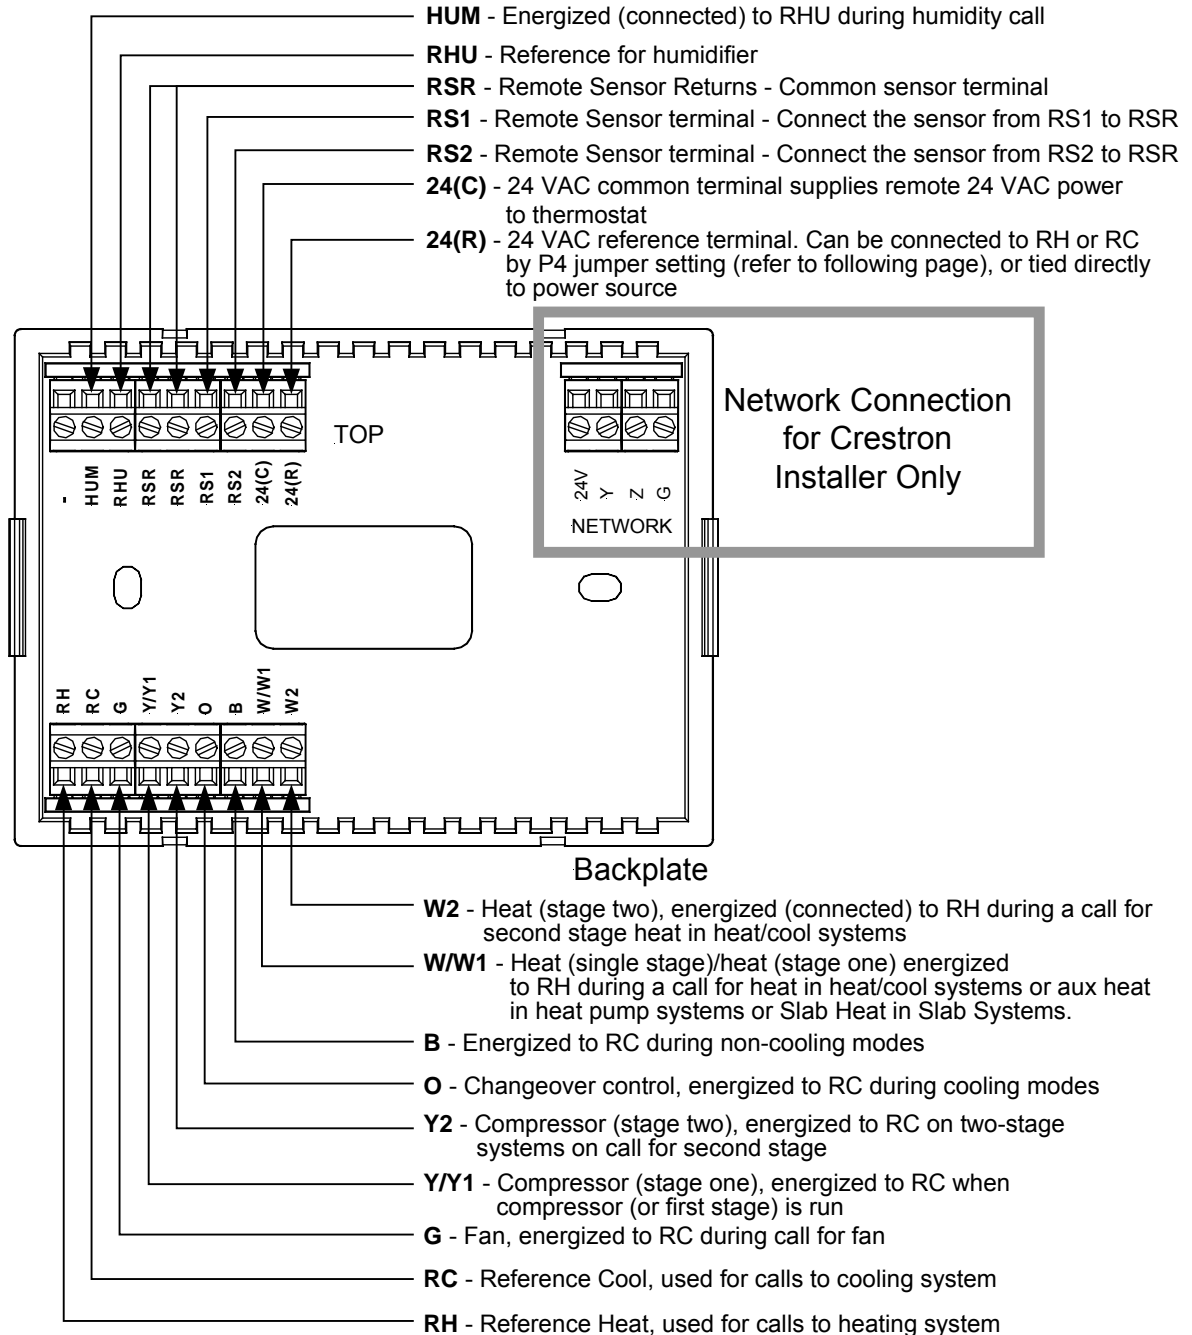 HUM - Energized (connected) to RHU during humidity call
RHU - Reference for humidifier
RSR - Remote Sensor Returns - Common sensor terminal
RS1 - Remote Sensor terminal - Connect the sensor from RS1 to RSR
RS2 - Remote Sensor terminal - Connect the sensor from RS2 to RSR
24(C) - 24 VAC common terminal supplies remote 24 VAC power
to thermostat
24(R) - 24 VAC reference terminal. Can be connected to RH or RC
by P4 jumper setting (refer to following page), or tied directly
to power source
TOP
- HUM RHU RSR RSR RS1 RS2 24(C) 24(R)
24V Y Z G
NETWORK
Network Connection
for Crestron
Installer Only
RH RC G Y/Y1 Y2 O B W/W1 W2
Backplate
W2 - Heat (stage two), energized (connected) to RH during a call for
second stage heat in heat/cool systems
W/W1 - Heat (single stage)/heat (stage one) energized
to RH during a call for heat in heat/cool systems or aux heat
in heat pump systems or Slab Heat in Slab Systems.
B - Energized to RC during non-cooling modes
O - Changeover control, energized to RC during cooling modes
Y2 - Compressor (stage two), energized to RC on two-stage
systems on call for second stage
Y/Y1 - Compressor (stage one), energized to RC when
compressor (or first stage) is run
G - Fan, energized to RC during call for fan
RC - Reference Cool, used for calls to cooling system
RH - Reference Heat, used for calls to heating system